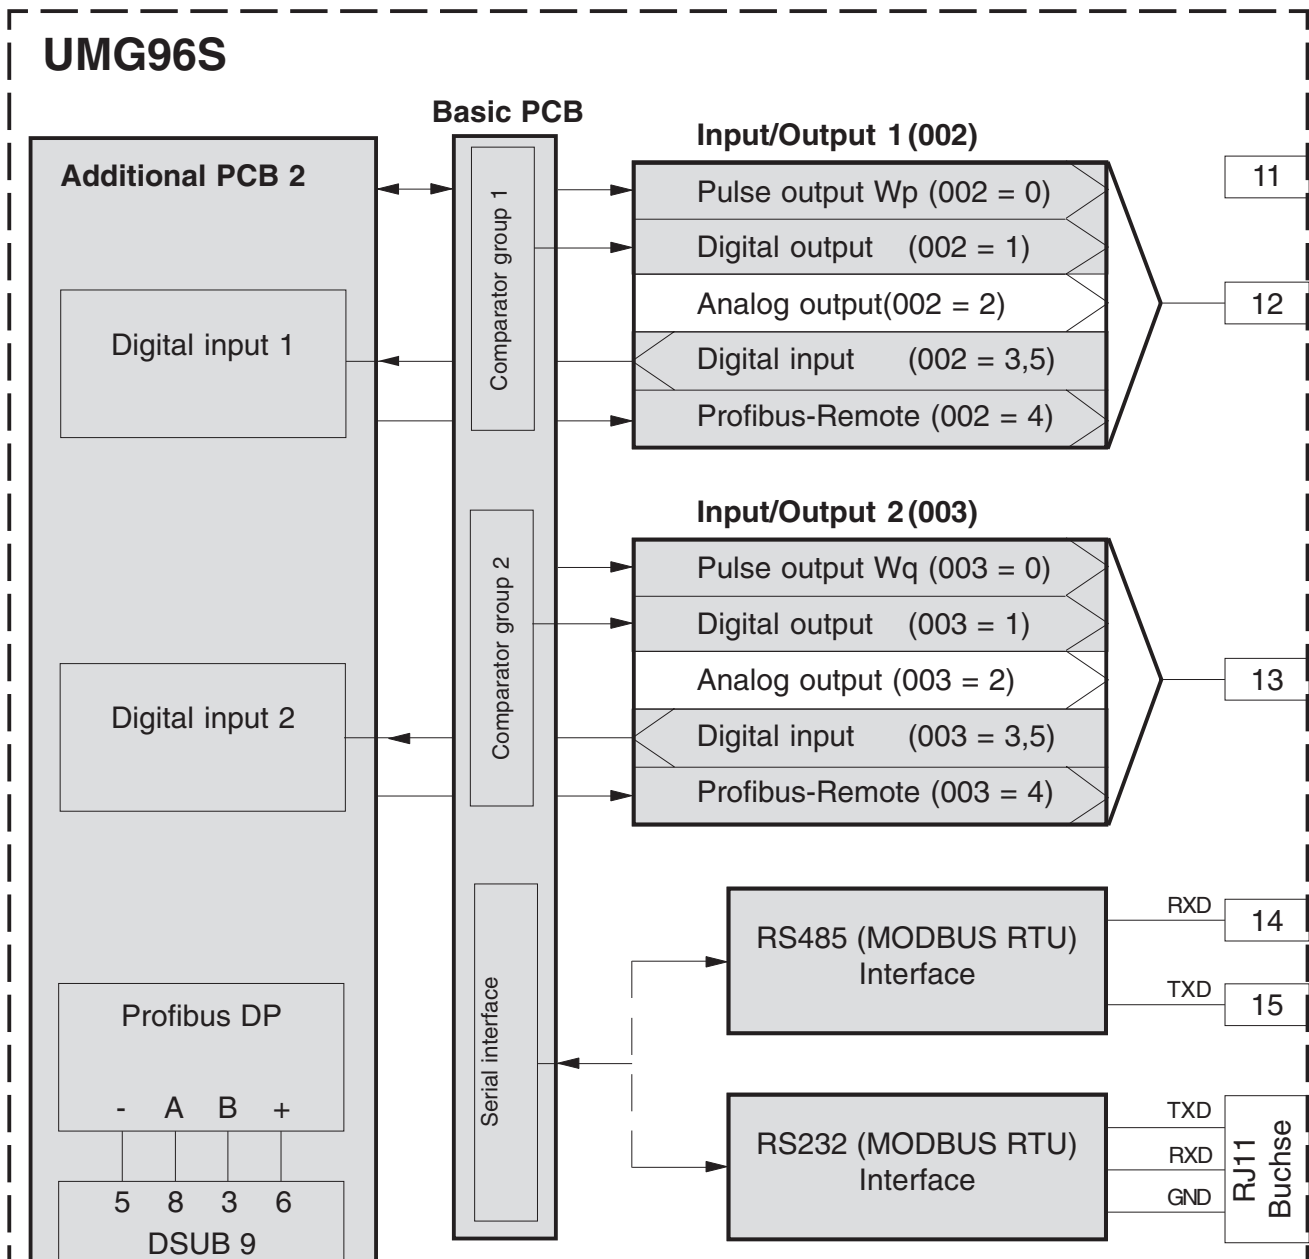 UMG96S
Basic PCB
Additional PCB 2
Digital input 1
Digital input 2
Profibus DP
- A B +
5 8 3 6
DSUB 9
Comparator group 1
Comparator group 2
Serial interface
Input/Output 1 (002)
Pulse output Wp (002 = 0)
Digital output (002 = 1)
Analog output(002 = 2)
Digital input (002 = 3,5)
Profibus-Remote (002 = 4)
11
12
Input/Output 2 (003)
Pulse output Wq (003 = 0)
Digital output (003 = 1)
Analog output (003 = 2)
Digital input (003 = 3,5)
Profibus-Remote (003 = 4)
13
RS485 (MODBUS RTU)
Interface
RXD
14
TXD
15
RS232 (MODBUS RTU)
Interface
TXD
RXD
GND
RJ11
Buchse